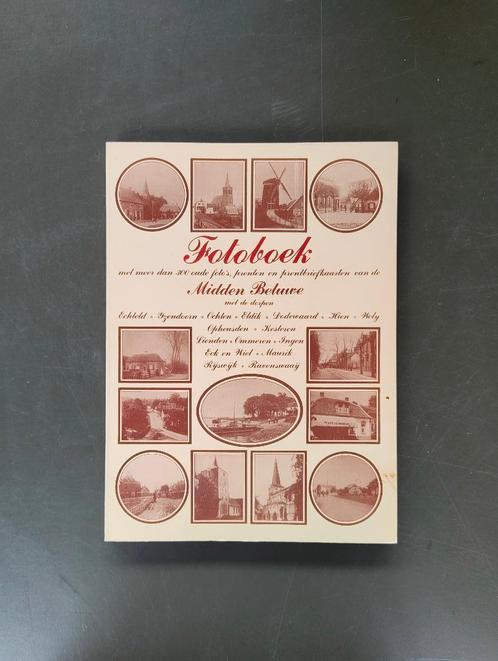 Fotoboek
met meer dan 300 oude foto's, prenten en prentbriefkaarten van de
Midden Betuwe
met de dorpen
Echteld • IJzendoorn • Ochten • Eldik • Dodewaard • Hien • Wely
Opheusden • Kesteren
Lienden • Ommeren • Ingen
Eck en Wiel • Maurik
Rijswijk • Ravenswaaij